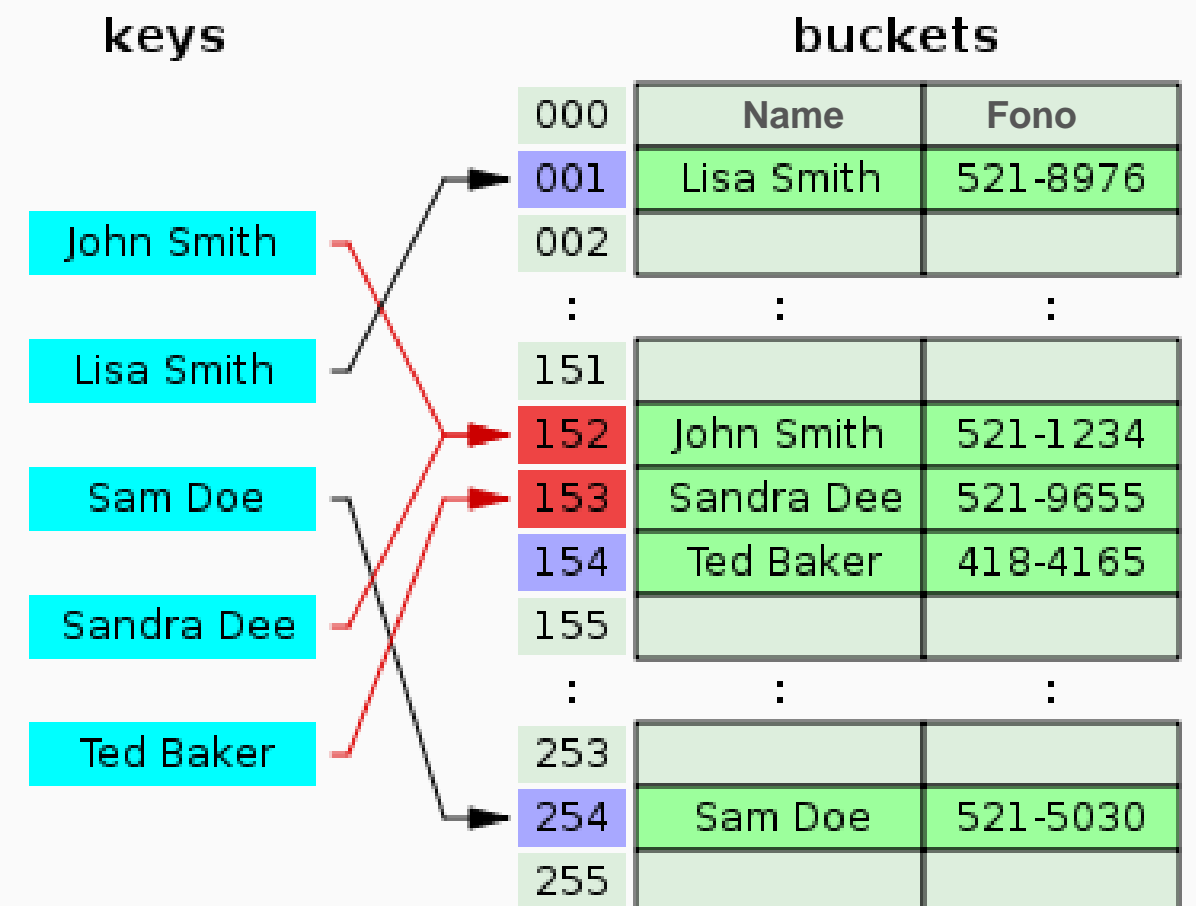 keys
buckets
000 Name Fono
001 Lisa Smith 521-8976
John Smith
002
: : :
Lisa Smith
151
152 John Smith 521-1234
Sam Doe
153 Sandra Dee 521-9655
154 Ted Baker 418-4165
Sandra Dee
155
: : :
Ted Baker
253
254 Sam Doe 521-5030
255